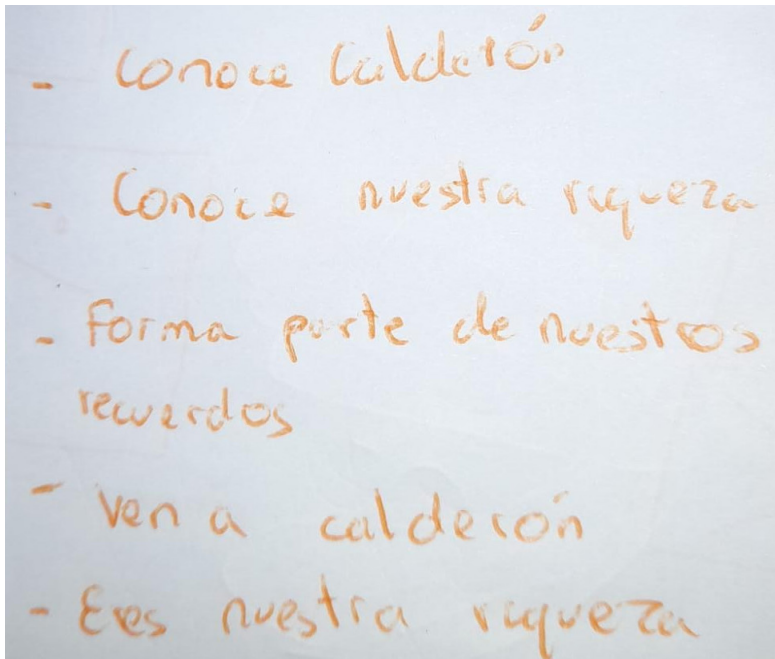 - Conoce Calderón
- Conoce nuestra riqueza
- Forma parte de nuestros
recuerdos
- Ven a calderón
- Eres nuestra riqueza